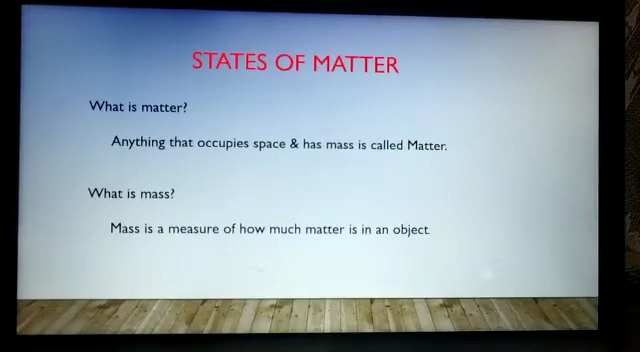 STATES OF MATTER
What is matter?
Anything that occupies space & has mass is called Matter.
What is mass?
Mass is a measure of how much matter is in an object.